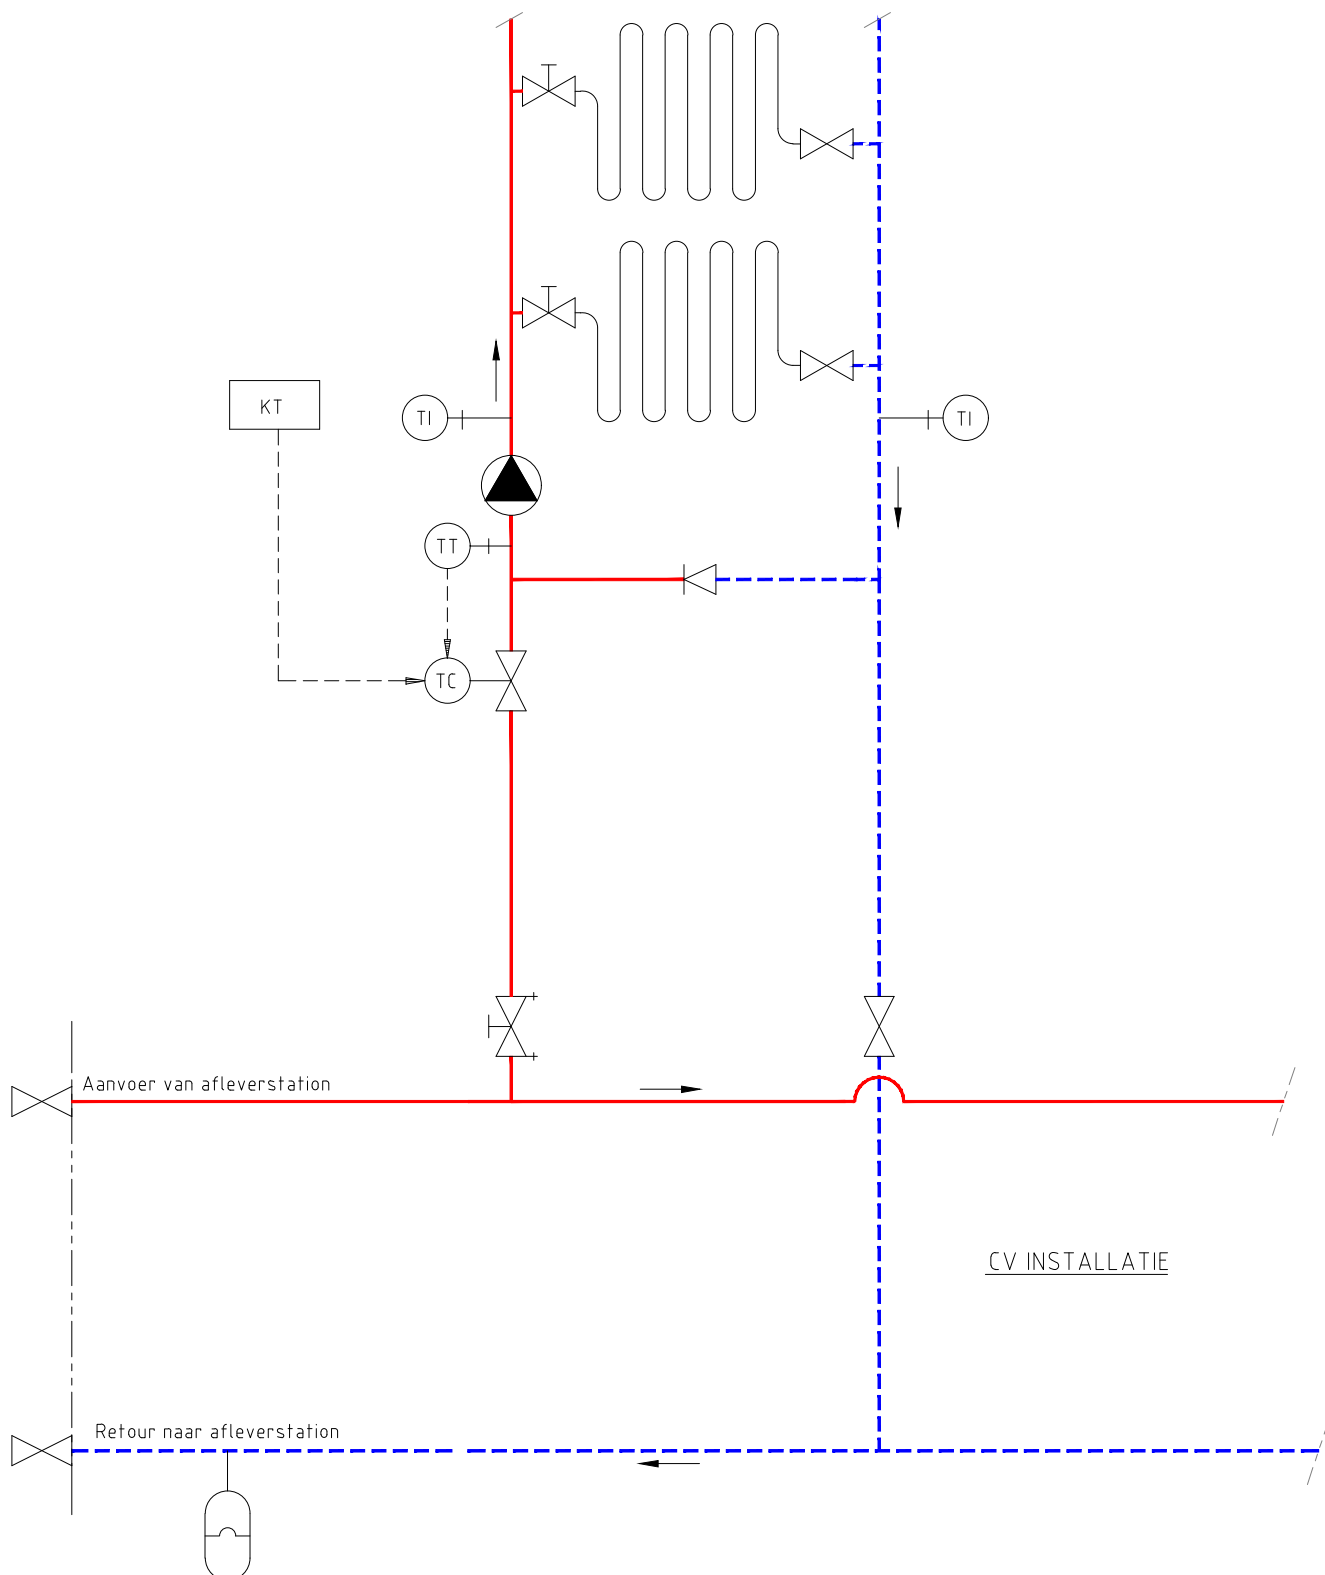 KT
TI
TI
TT
TC
Aanvoer van afleverstation
CV INSTALLATIE
Retour naar afleverstation